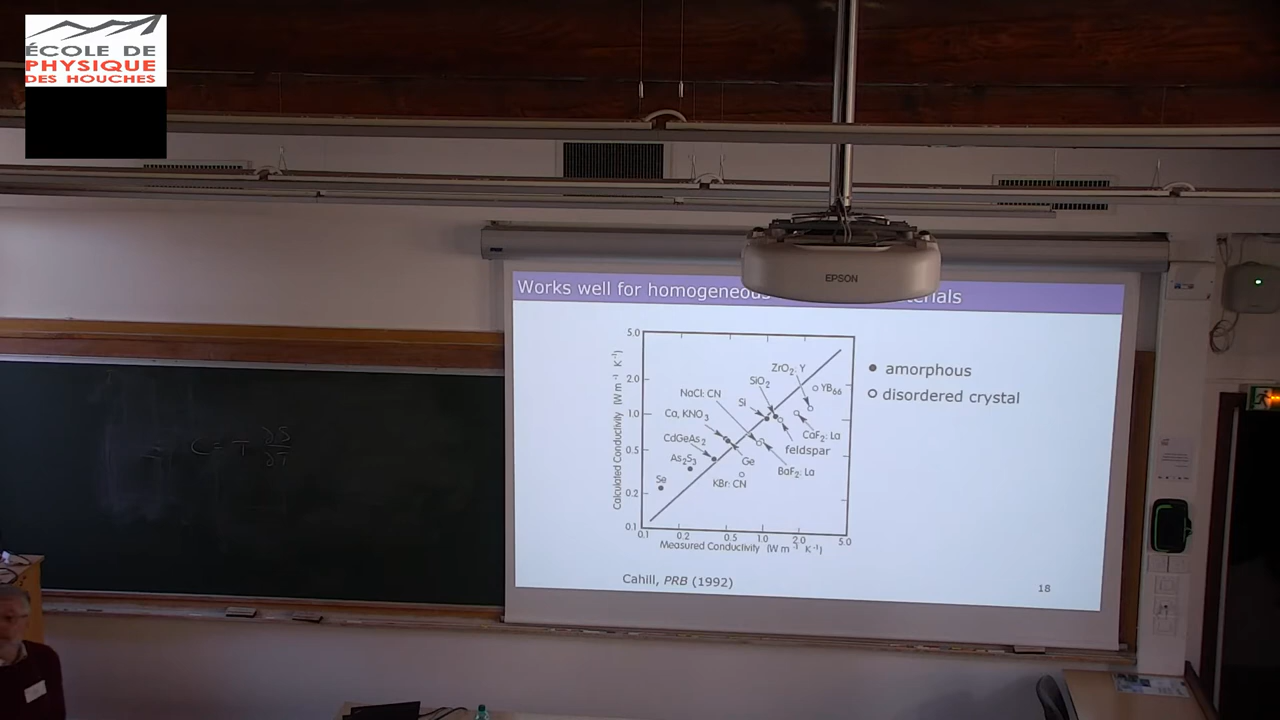 ÉCOLE DE
PHYSIQUE
DES HOUCHES
EPSON
Works well for homogeneous terials
5.0
2.0
1.0
0.5
0.2
0.1
Calculated Conductivity (W m⁻¹ K⁻¹)
ZrO₂: Y
SiO₂
YB₆₆
NaCl: CN
Si
Ca, KNO₃
CaF₂: La
CdGeAs₂
feldspar
As₂S₃
Ge
BaF₂: La
Se
KBr: CN
0.1 0.2 0.5 1.0 2.0 5.0
Measured Conductivity (W m⁻¹ K⁻¹)
● amorphous
○ disordered crystal
Cahill, PRB (1992)
18
C = T ∂S/∂T